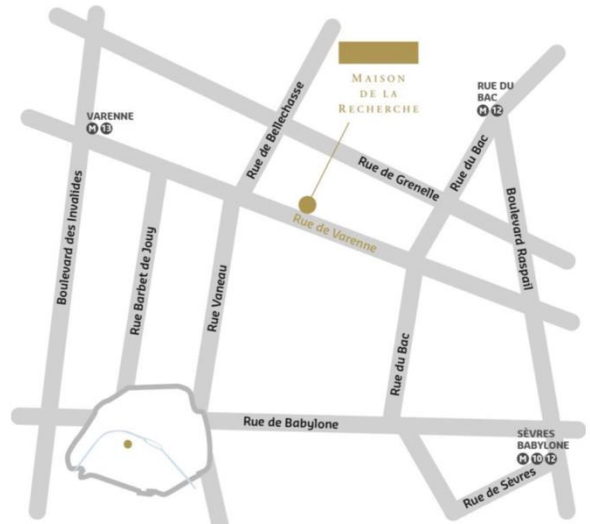 MAISON
DE LA
RECHERCHE
RUE DU
BAC
M 12
VARENNE
M 13
Rue de Bellechasse
Rue de Grenelle
Rue du Bac
Boulevard des Invalides
Rue Barbet de Jouy
Rue Vaneau
Rue de Varenne
Boulevard Raspail
Rue du Bac
Rue de Babylone
SÈVRES
BABYLONE
M 10 12
Rue de Sèvres